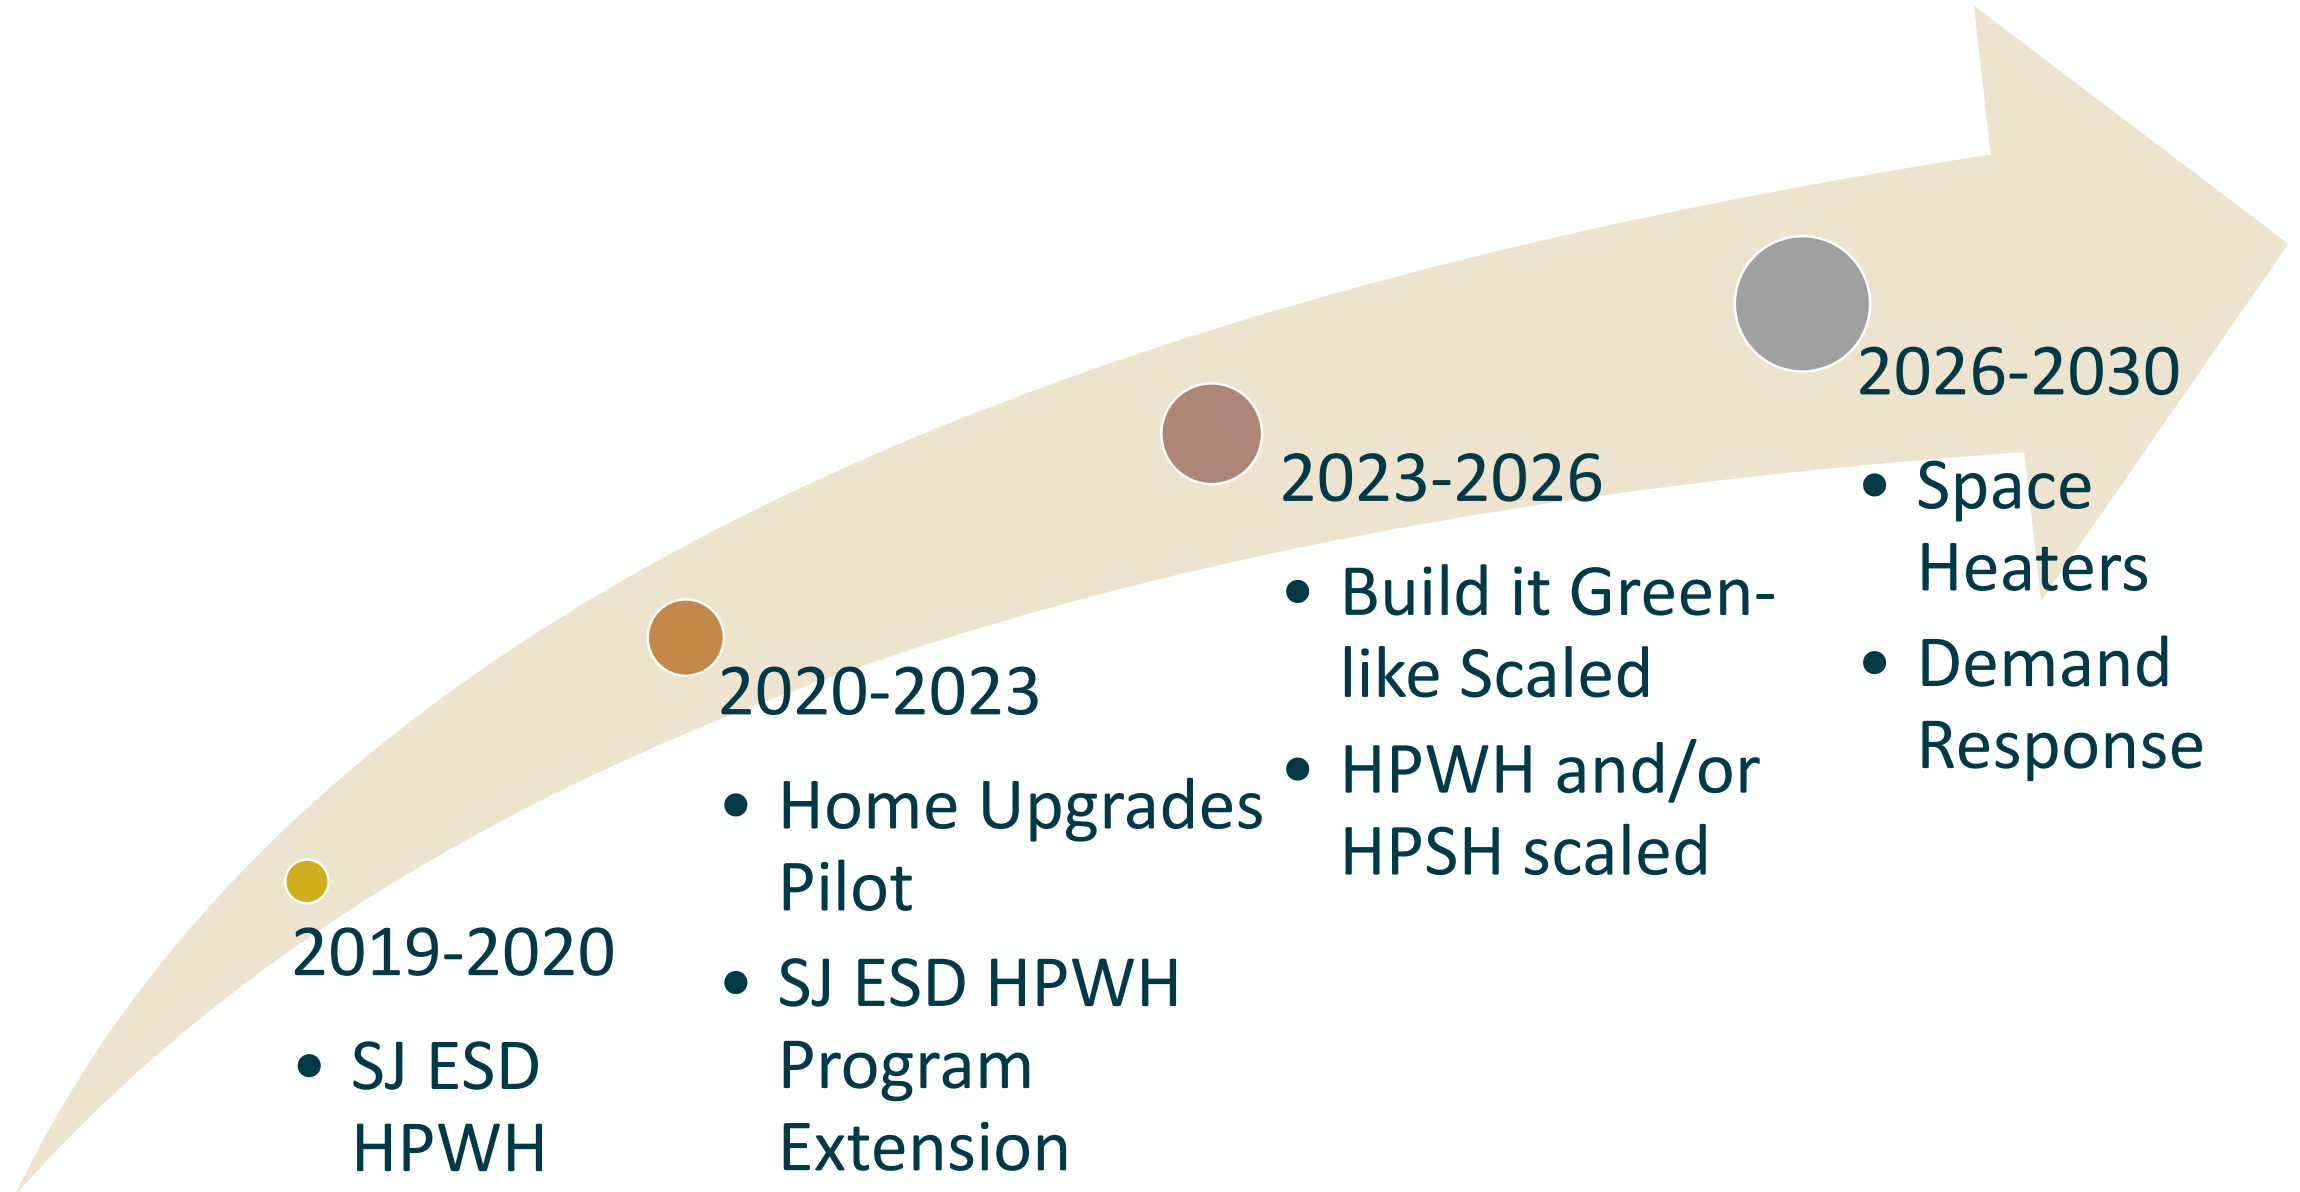 2019-2020
• SJ ESD
HPWH
2020-2023
• Home Upgrades
Pilot
• SJ ESD HPWH
Program
Extension
2023-2026
• Build it Green-
like Scaled
• HPWH and/or
HPSH scaled
2026-2030
• Space
Heaters
• Demand
Response